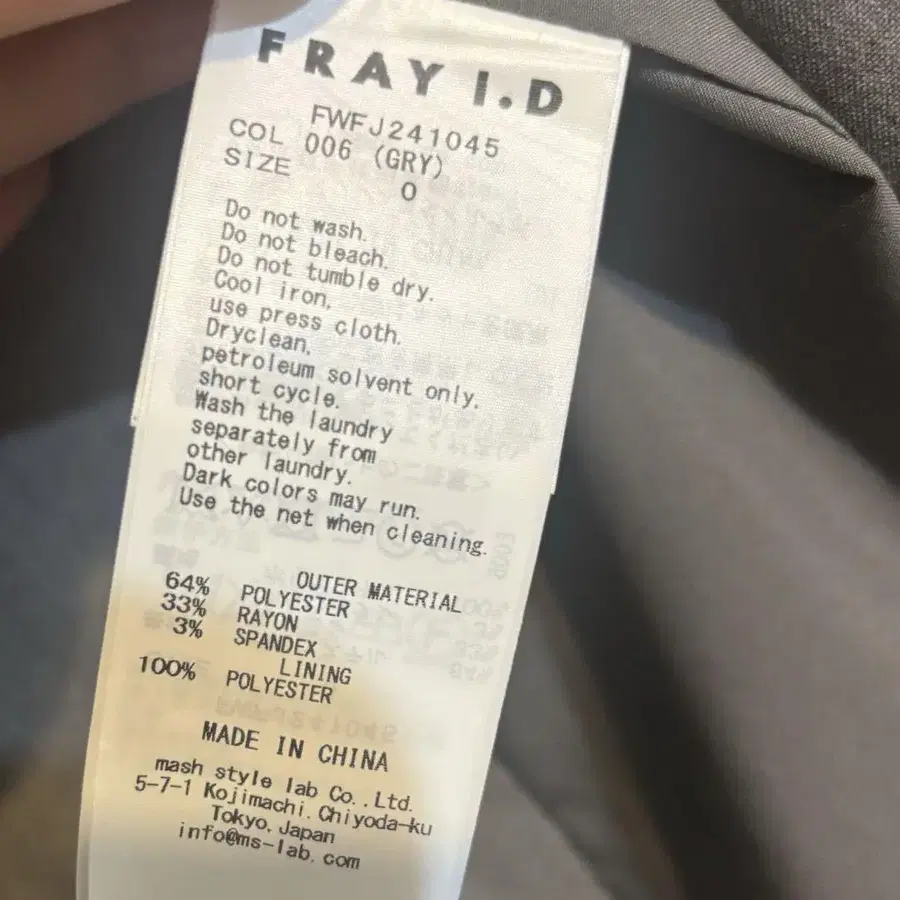 FRAY I.D
FWFJ241045
COL 006 (GRY)
SIZE 0
Do not wash.
Do not bleach.
Do not tumble dry.
Cool iron,
use press cloth.
Dryclean,
petroleum solvent only,
short cycle.
Wash the laundry
separately from
other laundry.
Dark colors may run.
Use the net when cleaning.
OUTER MATERIAL
64% POLYESTER
33% RAYON
3% SPANDEX
LINING
100% POLYESTER
MADE IN CHINA
mash style lab Co.,Ltd.
5-7-1 Kojimachi.Chiyoda-ku
Tokyo,Japan
info@ms-lab.com